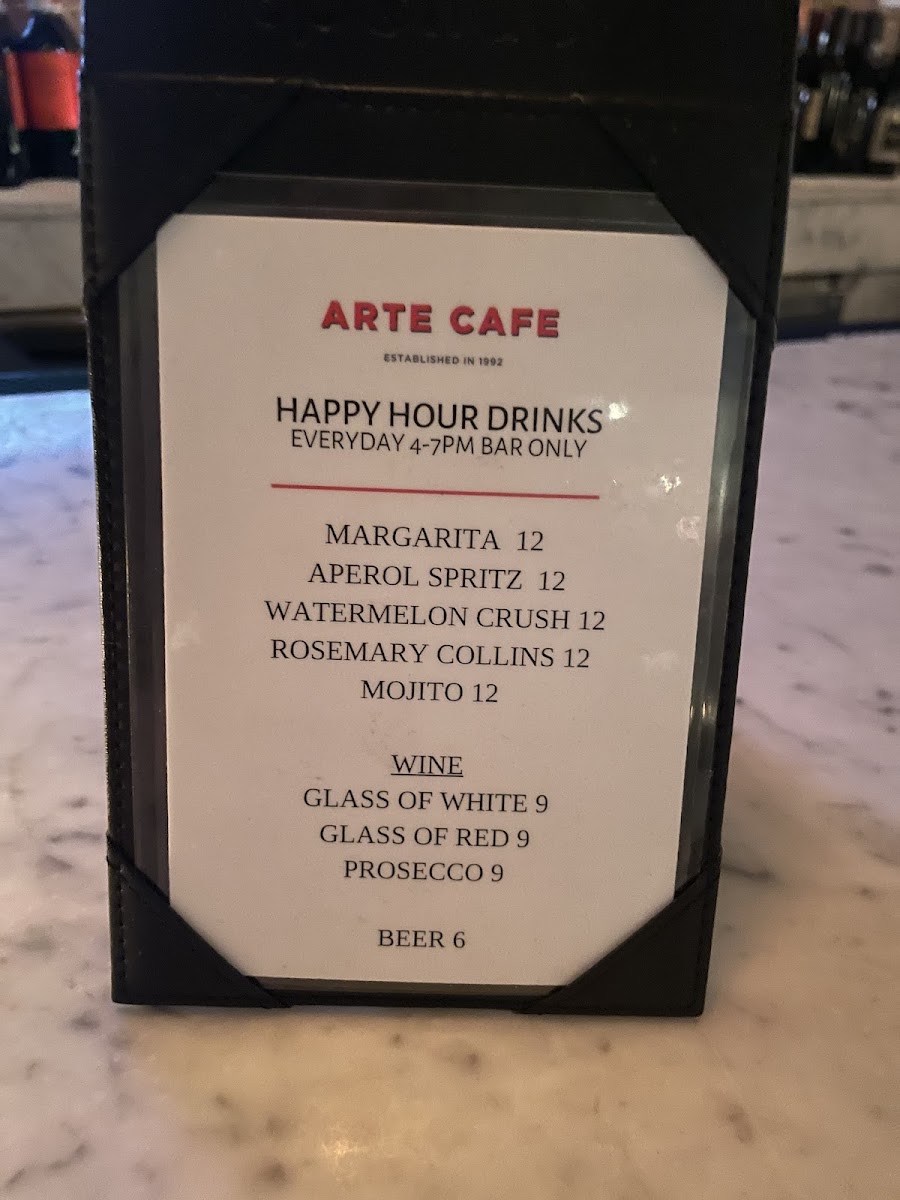 ARTE CAFE
ESTABLISHED IN 1992
HAPPY HOUR DRINKS
EVERYDAY 4-7PM BAR ONLY
MARGARITA 12
APEROL SPRITZ 12
WATERMELON CRUSH 12
ROSEMARY COLLINS 12
MOJITO 12
WINE
GLASS OF WHITE 9
GLASS OF RED 9
PROSECCO 9
BEER 6